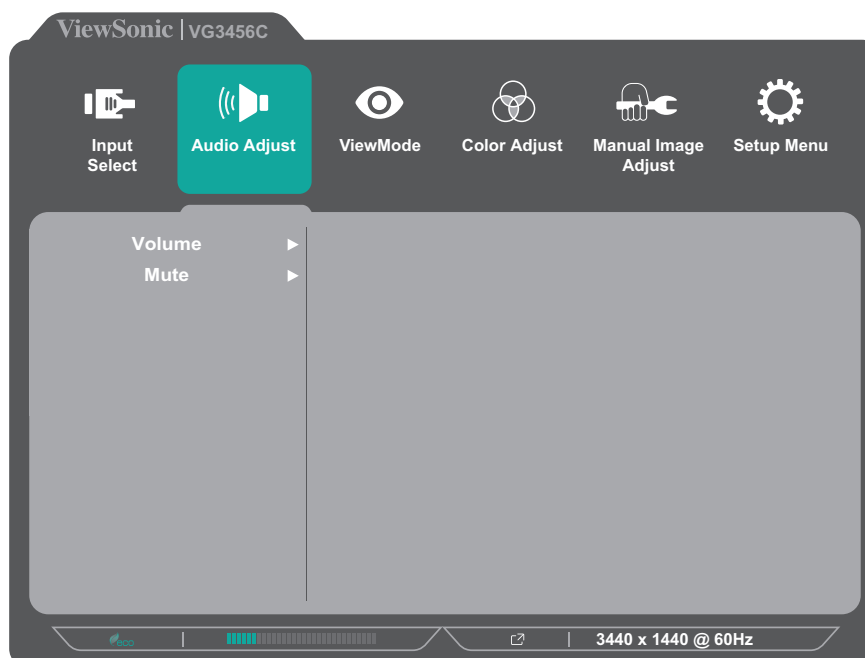 ViewSonic | VG3456C
Input Select
Audio Adjust
ViewMode
Color Adjust
Manual Image Adjust
Setup Menu
Volume
Mute
eco
3440 x 1440 @ 60Hz